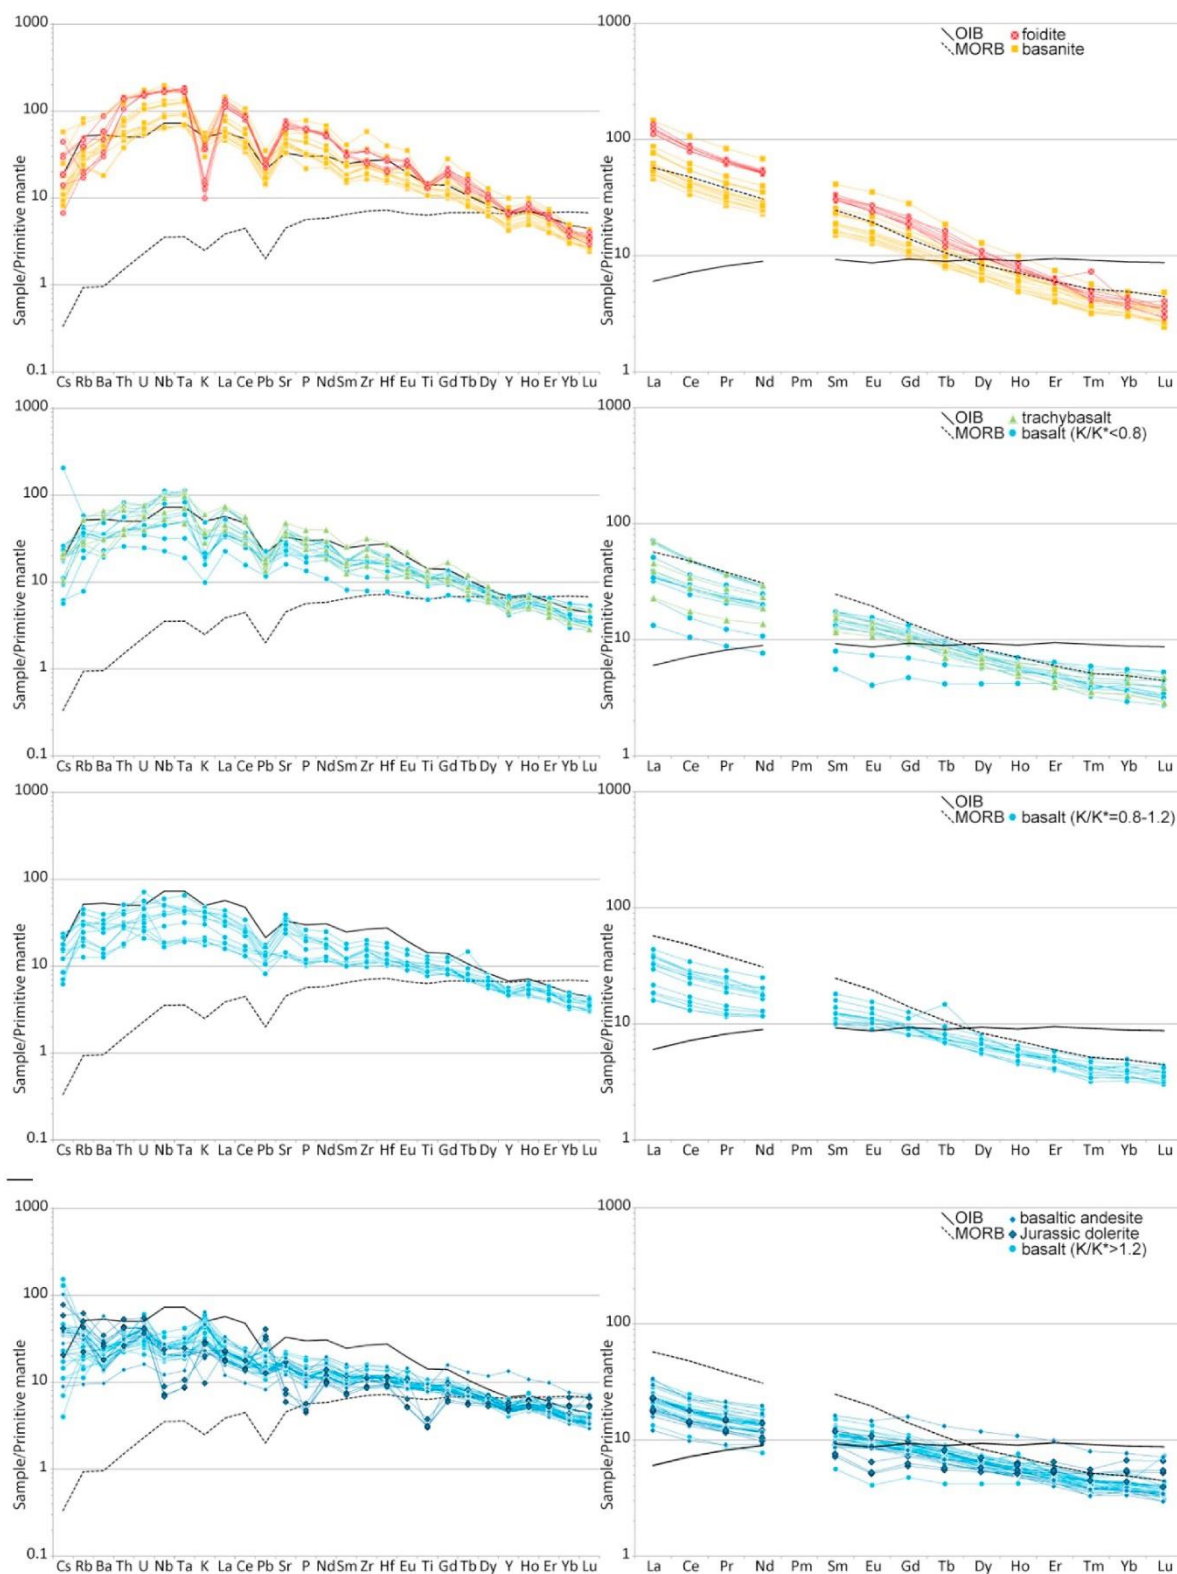 1000
100
10
1
0.1
Sample/Primitive mantle
Cs Rb Ba Th U Nb Ta K La Ce Pb Sr P Nd Sm Zr Hf Eu Ti Gd Tb Dy Y Ho Er Yb Lu
1000
100
10
1
Sample/Primitive mantle
OIB foidite
MORB basanite
La Ce Pr Nd Pm Sm Eu Gd Tb Dy Ho Er Tm Yb Lu
1000
100
10
1
0.1
Sample/Primitive mantle
Cs Rb Ba Th U Nb Ta K La Ce Pb Sr P Nd Sm Zr Hf Eu Ti Gd Tb Dy Y Ho Er Yb Lu
1000
100
10
1
Sample/Primitive mantle
OIB trachybasalt
MORB basalt (K/K*<0.8)
La Ce Pr Nd Pm Sm Eu Gd Tb Dy Ho Er Tm Yb Lu
1000
100
10
1
0.1
Sample/Primitive mantle
Cs Rb Ba Th U Nb Ta K La Ce Pb Sr P Nd Sm Zr Hf Eu Ti Gd Tb Dy Y Ho Er Yb Lu
1000
100
10
1
Sample/Primitive mantle
OIB
MORB basalt (K/K*=0.8-1.2)
La Ce Pr Nd Pm Sm Eu Gd Tb Dy Ho Er Tm Yb Lu
1000
100
10
1
0.1
Sample/Primitive mantle
Cs Rb Ba Th U Nb Ta K La Ce Pb Sr P Nd Sm Zr Hf Eu Ti Gd Tb Dy Y Ho Er Yb Lu
1000
100
10
1
Sample/Primitive mantle
OIB basaltic andesite
MORB Jurassic dolerite
basalt (K/K*>1.2)
La Ce Pr Nd Pm Sm Eu Gd Tb Dy Ho Er Tm Yb Lu